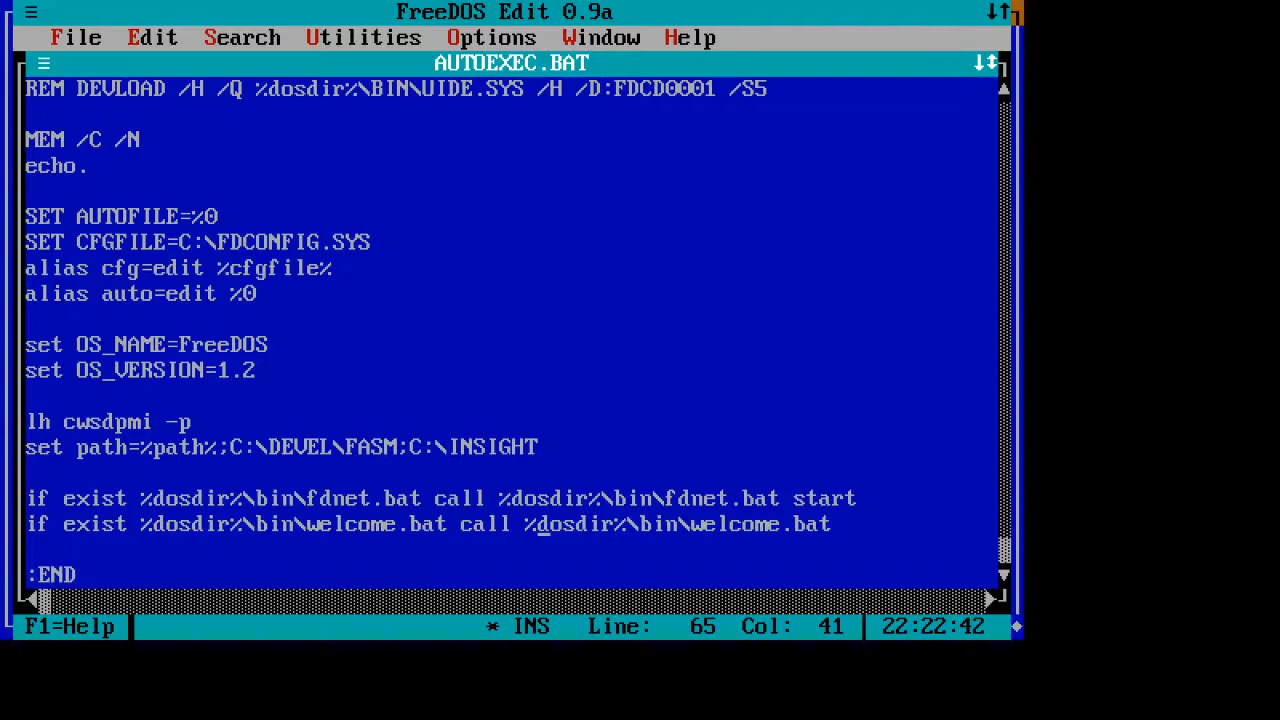 FreeDOS Edit 0.9a
File Edit Search Utilities Options Window Help
AUTOEXEC.BAT
REM DEVLOAD /H /Q %dosdir%\BIN\UIDE.SYS /H /D:FDCD0001 /S5
MEM /C /N
echo.
SET AUTOFILE=%0
SET CFGFILE=C:\FDCONFIG.SYS
alias cfg=edit %cfgfile%
alias auto=edit %0
set OS_NAME=FreeDOS
set OS_VERSION=1.2
lh cwsdpmi -p
set path=%path%;C:\DEVEL\FASM;C:\INSIGHT
if exist %dosdir%\bin\fdnet.bat call %dosdir%\bin\fdnet.bat start
if exist %dosdir%\bin\welcome.bat call %dosdir%\bin\welcome.bat
:END
F1=Help * INS Line: 65 Col: 41 22:22:42